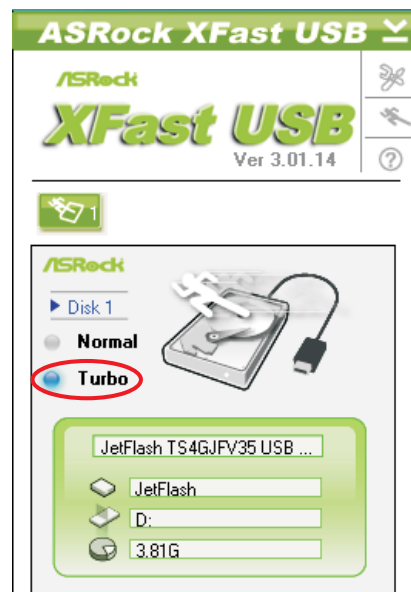 ASRock XFast USB
ASRock
XFast USB
Ver 3.01.14
1
ASRock
Disk 1
Normal
Turbo
JetFlash TS4GJFV35 USB ...
JetFlash
D:
3.81G